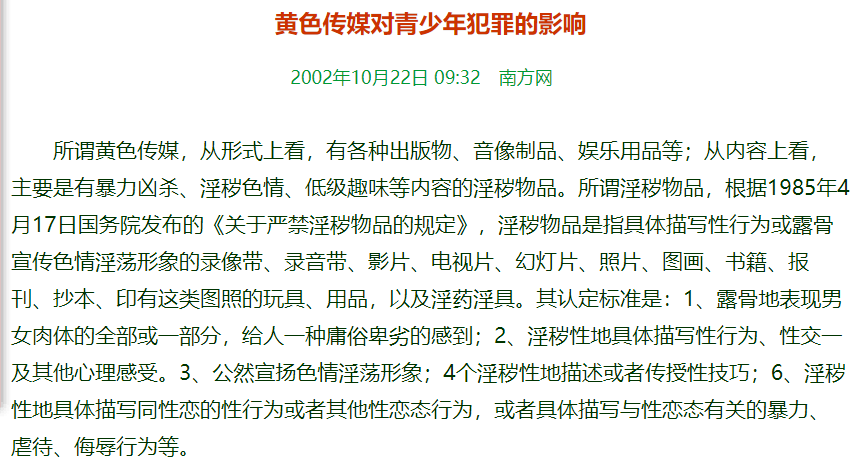 黄色传媒对青少年犯罪的影响
2002年10月22日 09:32 南方网
所谓黄色传媒，从形式上看，有各种出版物、音像制品、娱乐用品等；从内容上看，
主要是有暴力凶杀、淫秽色情、低级趣味等内容的淫秽物品。所谓淫秽物品，根据1985年4
月17日国务院发布的《关于严禁淫秽物品的规定》，淫秽物品是指具体描写性行为或露骨
宣传色情淫荡形象的录像带、录音带、影片、电视片、幻灯片、照片、图画、书籍、报
刊、抄本、印有这类图照的玩具、用品，以及淫药淫具。其认定标准是：1、露骨地表现男
女肉体的全部或一部分，给人一种庸俗卑劣的感到；2、淫秽性地具体描写性行为、性交一
及其他心理感受。3、公然宣扬色情淫荡形象；4个淫秽性地描述或者传授性技巧；6、淫秽
性地具体描写同性恋的性行为或者其他性恋态行为，或者具体描写与性恋态有关的暴力、
虐待、侮辱行为等。